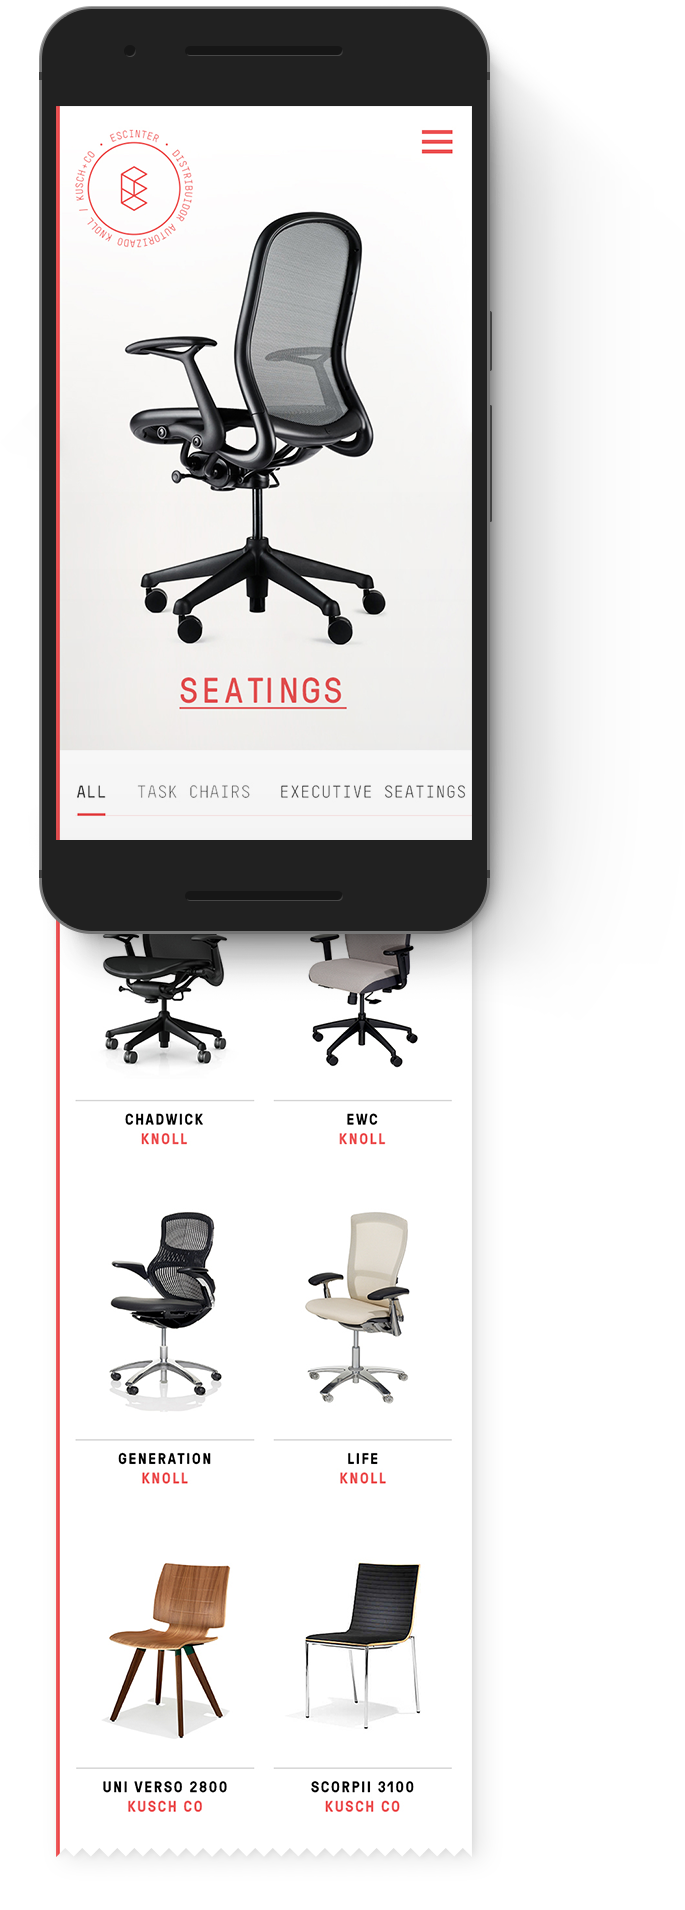 ESCINTER • DISTRIBUIDOR AUTORIZADO KNOLL / KUSCH+CO •
SEATINGS
ALL TASK CHAIRS EXECUTIVE SEATINGS
CHADWICK EWC
KNOLL KNOLL
GENERATION LIFE
KNOLL KNOLL
UNI VERSO 2800 SCORPII 3100
KUSCH CO KUSCH CO